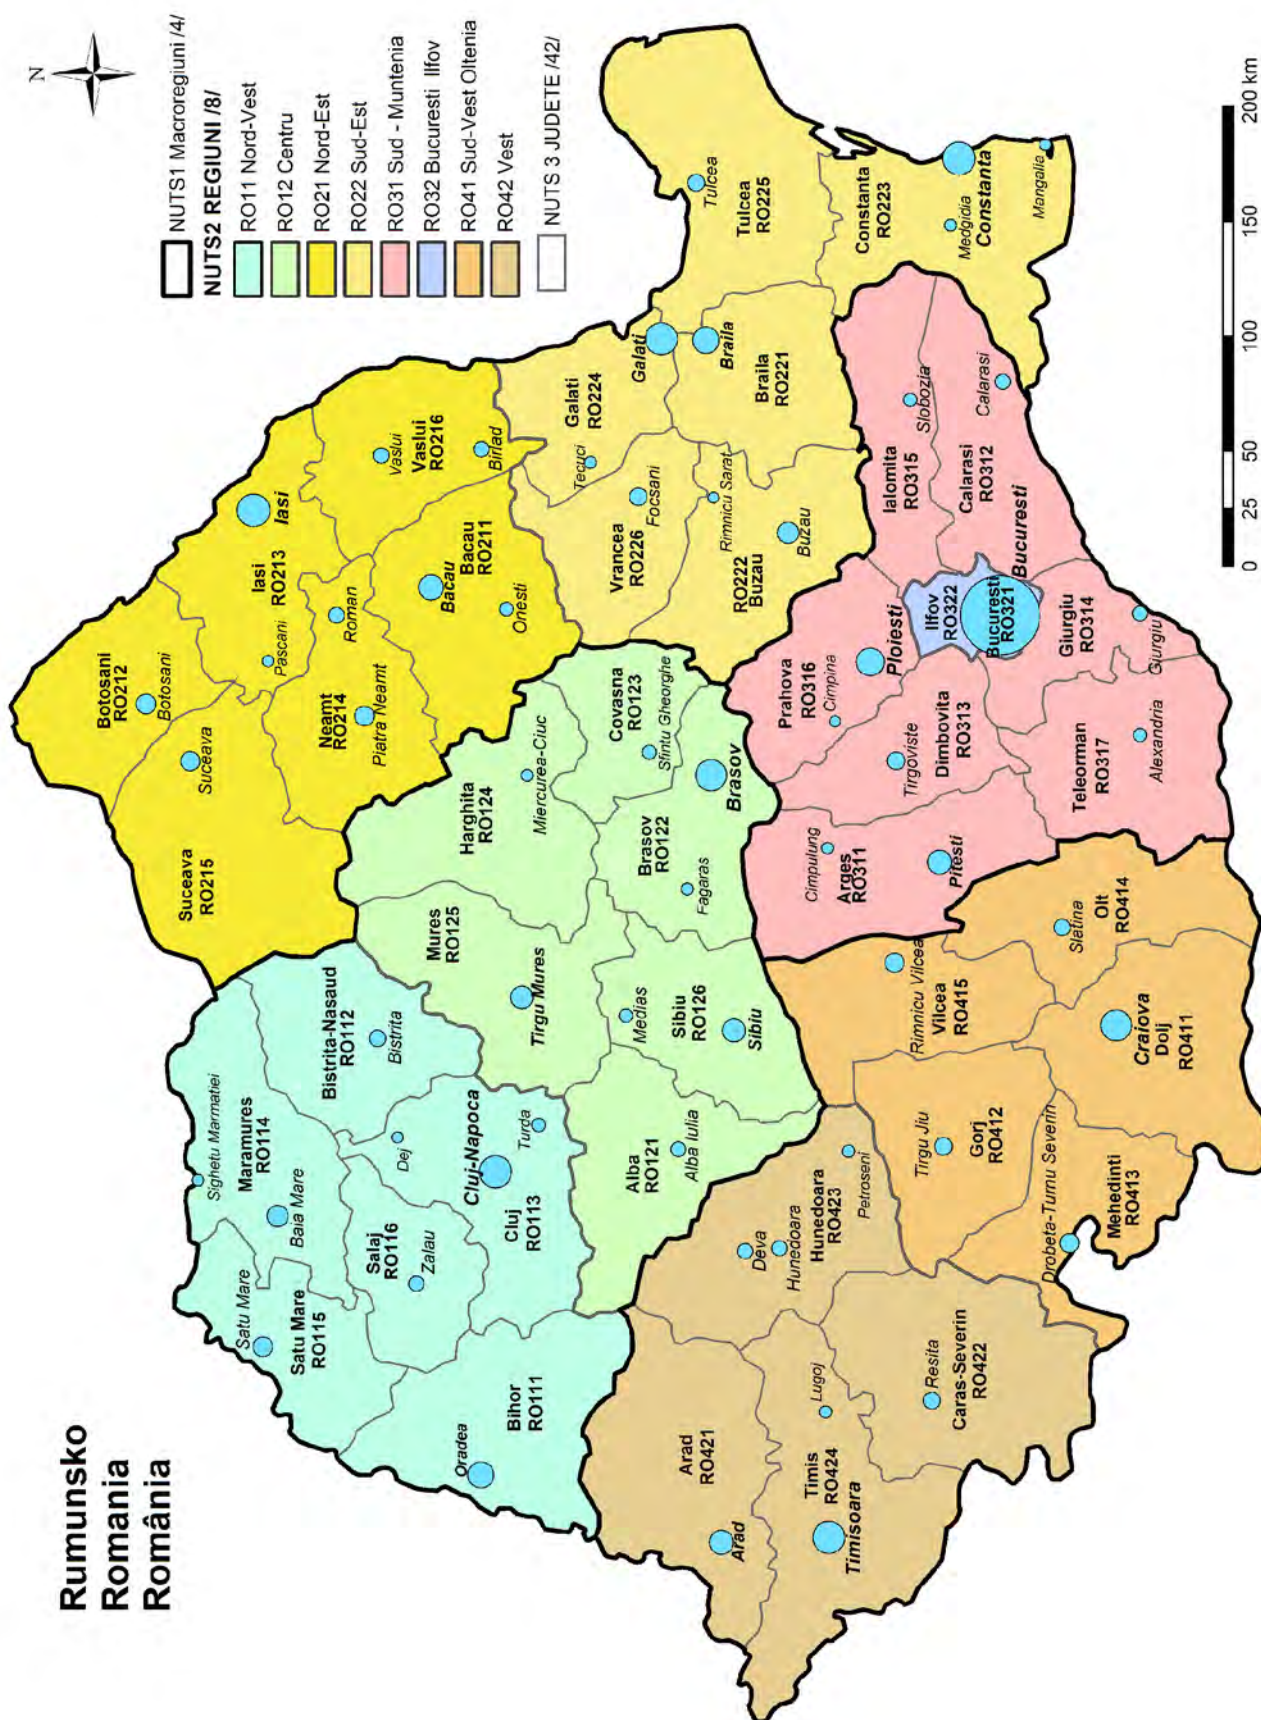 Rumunsko
Romania
România
N
NUTS1 Macroregiuni /4/
NUTS2 REGIUNI /8/
RO11 Nord-Vest
RO12 Centru
RO21 Nord-Est
RO22 Sud-Est
RO31 Sud - Muntenia
RO32 Bucuresti Ilfov
RO41 Sud-Vest Oltenia
RO42 Vest
NUTS 3 JUDETE /42/
Botosani
RO212
Botosani
Suceava
Suceava
RO215
Iasi
Iasi
RO213
Pascani
Roman
Neamt
RO214
Piatra Neamt
Vaslui
Vaslui
RO216
Birlad
Bacau
Bacau
RO211
Onesti
Sighetu Marmatiei
Maramures
RO114
Baia Mare
Satu Mare
Satu Mare
RO115
Bistrita-Nasaud
RO112
Bistrita
Salaj
RO116
Zalau
Dej
Cluj-Napoca
Cluj
RO113
Turda
Oradea
Bihor
RO111
Harghita
RO124
Miercurea-Ciuc
Mures
RO125
Tirgu Mures
Covasna
RO123
Sfintu Gheorghe
Brasov
RO122
Brasov
Fagaras
Medias
Sibiu
RO126
Sibiu
Alba
RO121
Alba Iulia
Galati
RO224
Galati
Tecuci
Vrancea
RO226
Focsani
Rimnicu Sarat
RO222
Buzau
Buzau
Braila
Braila
RO221
Tulcea
Tulcea
RO225
Constanta
RO223
Medgidia
Constanta
Mangalia
Arad
RO421
Arad
Timis
RO424
Timisoara
Lugoj
Deva
Hunedoara
Hunedoara
RO423
Petroseni
Resita
Caras-Severin
RO422
Prahova
RO316
Cimpina
Ploiesti
Tirgoviste
Dimbovita
RO313
Cimpulung
Arges
RO311
Pitesti
Ialomita
RO315
Slobozia
Calarasi
RO312
Calarasi
Ilfov
RO322
Bucuresti
RO321
Bucuresti
Giurgiu
RO314
Giurgiu
Teleorman
RO317
Alexandria
Rimnicu Vilcea
Vilcea
RO415
Slatina
Olt
RO414
Craiova
Dolj
RO411
Tirgu Jiu
Gorj
RO412
Drobeta-Turnu Severin
Mehedinti
RO413
0 25 50 100 150 200 km